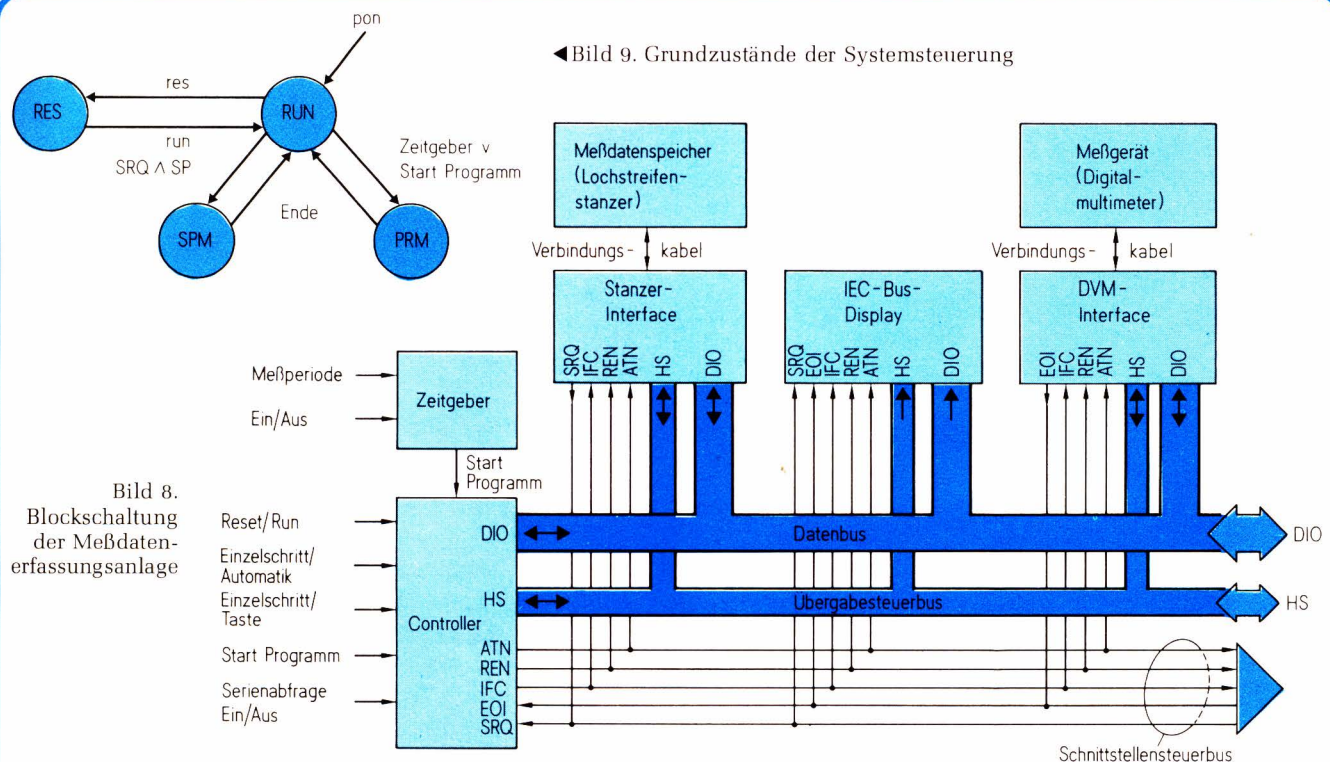 pon
◄Bild 9. Grundzustände der Systemsteuerung
res
RES
RUN
run
SRQ ∧ SP
Zeitgeber v
Start Programm
Ende
SPM
PRM
Meßdatenspeicher
(Lochstreifen-
stanzer)
Meßgerät
(Digital-
multimeter)
Verbindungs- kabel
Verbindungs- kabel
Stanzer-
Interface
SRQ
IFC
REN
ATN
HS
DIO
IEC-Bus-
Display
SRQ
EOI
IFC
REN
ATN
HS
DIO
DVM-
Interface
EOI
IFC
REN
ATN
HS
DIO
Meßperiode
Ein/Aus
Zeitgeber
Start
Programm
Bild 8.
Blockschaltung
der Meßdaten-
erfassungsanlage
Reset/Run
Einzelschritt/
Automatik
Einzelschritt/
Taste
Start Programm
Serienabfrage
Ein/Aus
Controller
DIO
HS
ATN
REN
IFC
EOI
SRQ
Datenbus
Übergabesteuerbus
DIO
HS
Schnittstellensteuerbus